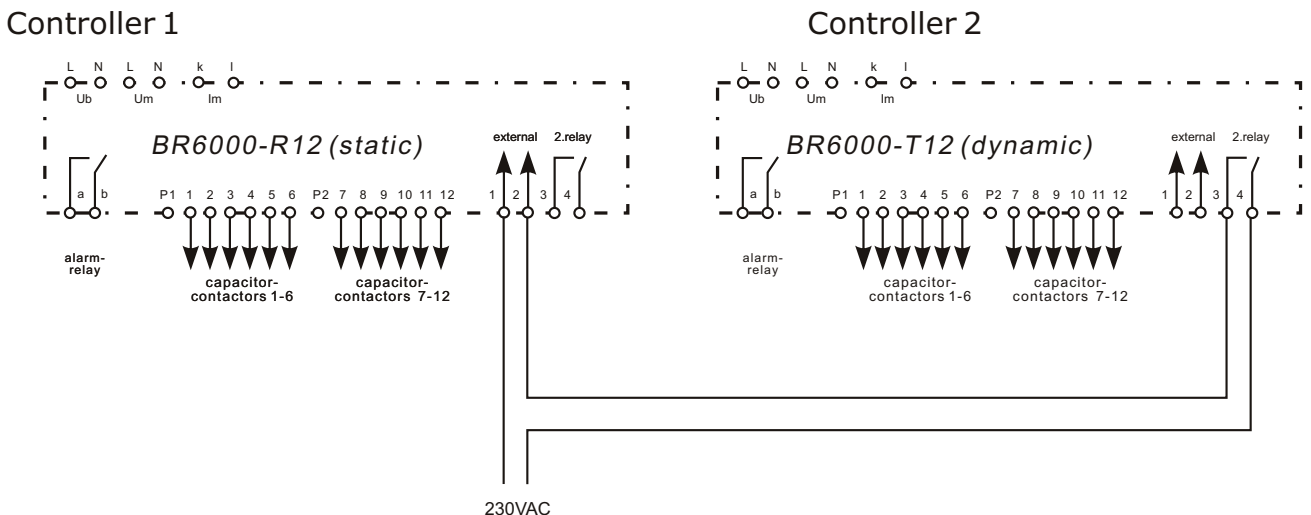 Controller 1 Controller 2
L N L N k l L N L N k l
Ub Um Im Ub Um Im
BR6000-R12 (static) external 2.relay BR6000-T12 (dynamic) external 2.relay
a b P1 1 2 3 4 5 6 P2 7 8 9 10 11 12 1 2 3 4 a b P1 1 2 3 4 5 6 P2 7 8 9 10 11 12 1 2 3 4
alarm- alarm-
relay relay
capacitor- capacitor- capacitor- capacitor-
contactors 1-6 contactors 7-12 contactors 1-6 contactors 7-12
230VAC